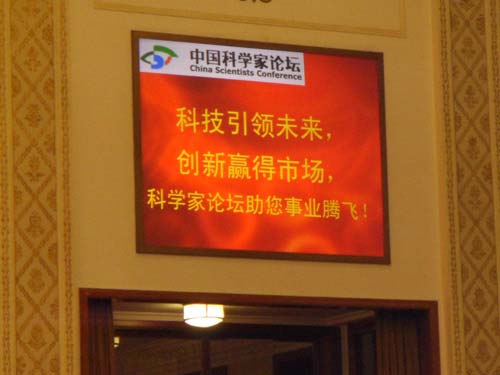 中国科学家论坛
China Scientists Conference
科技引领未来，
创新赢得市场，
科学家论坛助您事业腾飞！